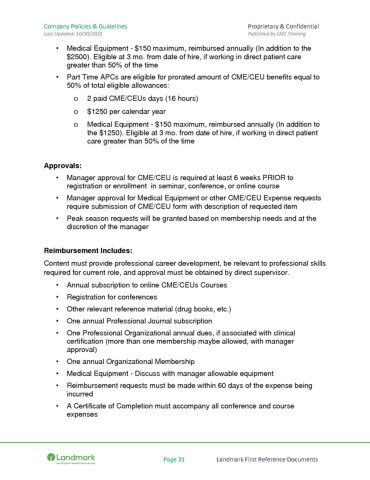 Company Policies & Guidelines Proprietary & Confidential
Last Updated: 10/30/2020 Published by LMS Training
• Medical Equipment - $150 maximum, reimbursed annually (In addition to the
$2500). Eligible at 3 mo. from date of hire, if working in direct patient care
greater than 50% of the time
• Part Time APCs are eligible for prorated amount of CME/CEU benefits equal to
50% of total eligible allowances:
o 2 paid CME/CEUs days (16 hours)
o $1250 per calendar year
o Medical Equipment - $150 maximum, reimbursed annually (In addition to
the $1250). Eligible at 3 mo. from date of hire, if working in direct patient
care greater than 50% of the time
Approvals:
• Manager approval for CME/CEU is required at least 6 weeks PRIOR to
registration or enrollment in seminar, conference, or online course
• Manager approval for Medical Equipment or other CME/CEU Expense requests
require submission of CME/CEU form with description of requested item
• Peak season requests will be granted based on membership needs and at the
discretion of the manager
Reimbursement Includes:
Content must provide professional career development, be relevant to professional skills
required for current role, and approval must be obtained by direct supervisor.
• Annual subscription to online CME/CEUs Courses
• Registration for conferences
• Other relevant reference material (drug books, etc.)
• One annual Professional Journal subscription
• One Professional Organizational annual dues, if associated with clinical
certification (more than one membership maybe allowed, with manager
approval)
• One annual Organizational Membership
• Medical Equipment - Discuss with manager allowable equipment
• Reimbursement requests must be made within 60 days of the expense being
incurred
• A Certificate of Completion must accompany all conference and course
expenses
Landmark Page 31 Landmark First Reference Documents